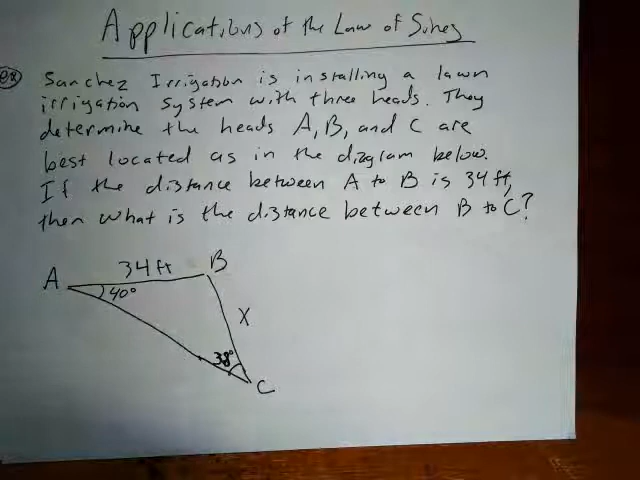 Applications of the Law of Sines
Sanchez Irrigation is installing a lawn
irrigation system with three heads. They
determine the heads A, B, and C are
best located as in the diagram below.
If the distance between A to B is 34 ft,
then what is the distance between B to C?
34 ft
A
B
40°
X
38°
C